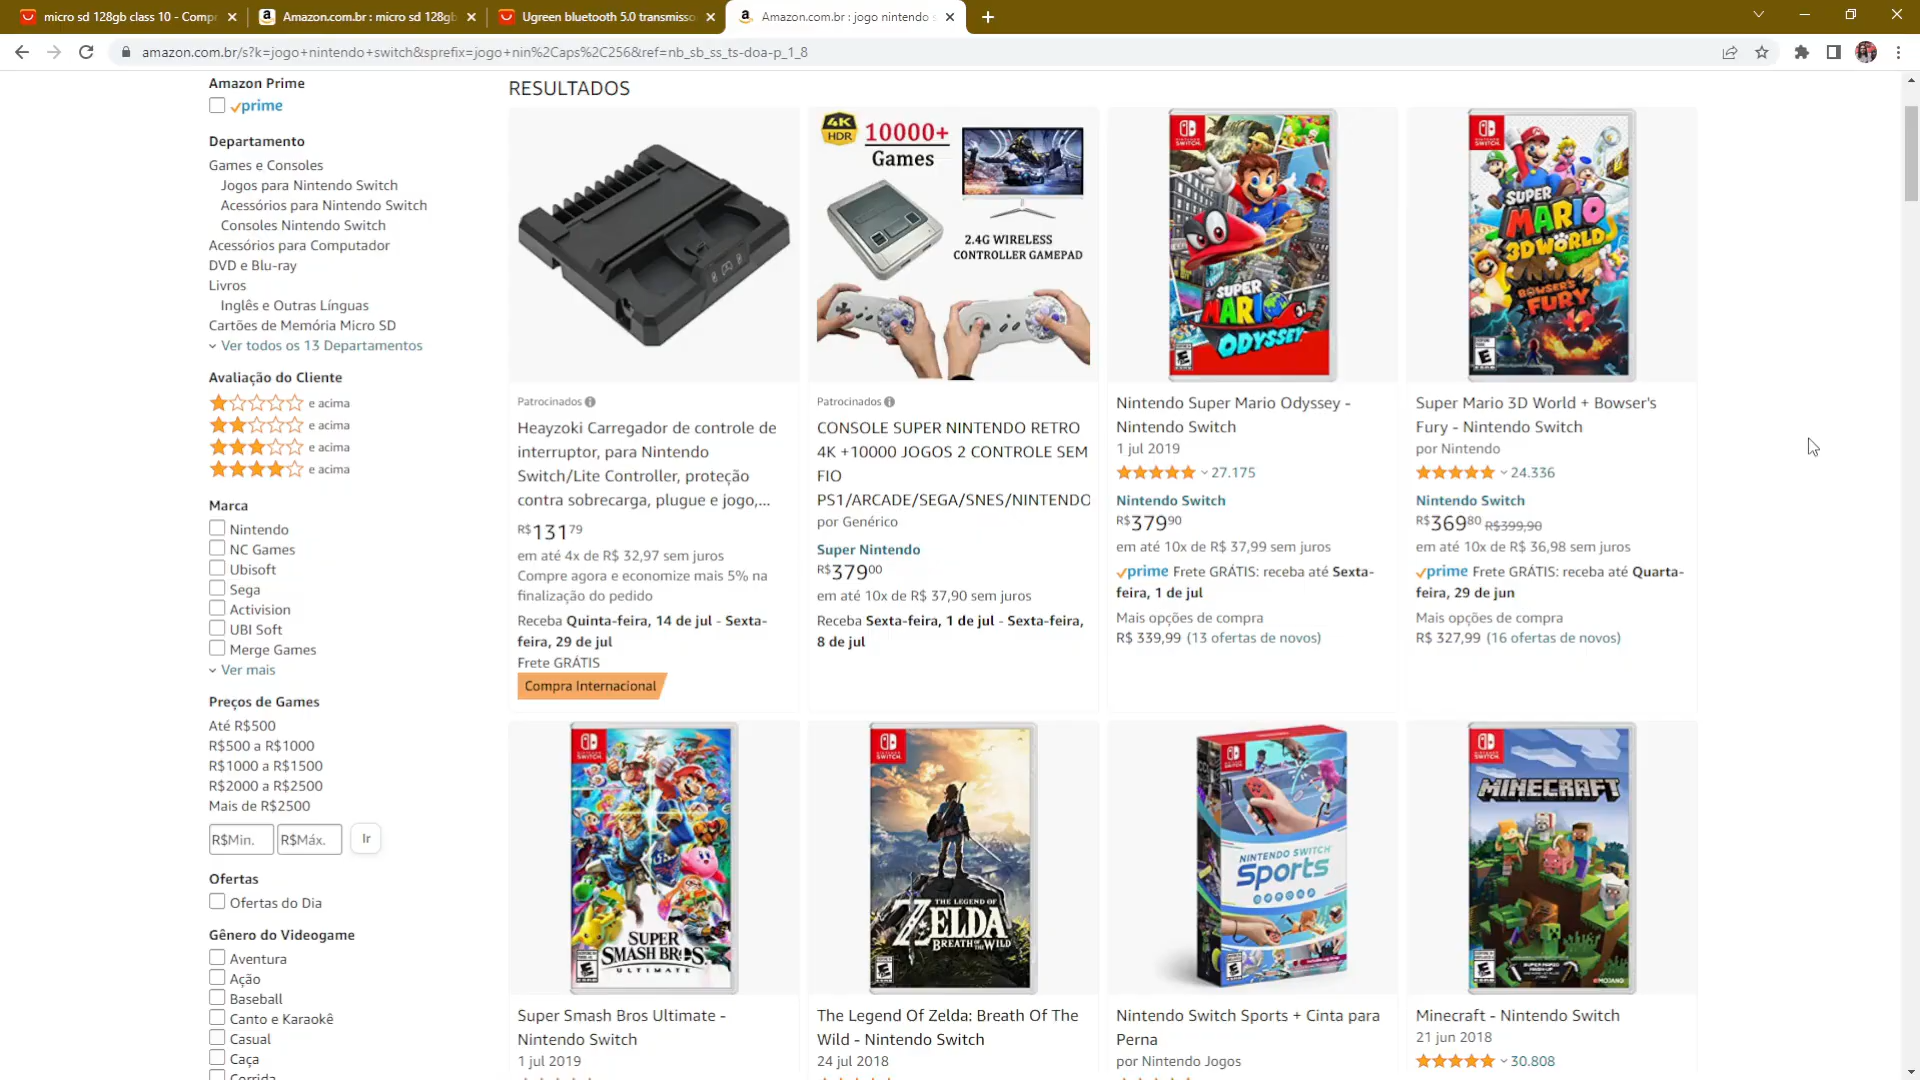 micro sd 128gb class 10 - Compr
Amazon.com.br : micro sd 128gb
Ugreen bluetooth 5.0 transmisso
Amazon.com.br : jogo nintendo s
amazon.com.br/s?k=jogo+nintendo+switch&sprefix=jogo+nin%2Caps%2C256&ref=nb_sb_ss_ts-doa-p_1_8
Amazon Prime
prime
Departamento
Games e Consoles
Jogos para Nintendo Switch
Acessórios para Nintendo Switch
Consoles Nintendo Switch
Acessórios para Computador
DVD e Blu-ray
Livros
Inglês e Outras Línguas
Cartões de Memória Micro SD
Ver todos os 13 Departamentos
Avaliação do Cliente
e acima
e acima
e acima
e acima
Marca
Nintendo
NC Games
Ubisoft
Sega
Activision
UBI Soft
Merge Games
Ver mais
Preços de Games
Até R$500
R$500 a R$1000
R$1000 a R$1500
R$2000 a R$2500
Mais de R$2500
R$Min. R$Máx. Ir
Ofertas
Ofertas do Dia
Gênero do Videogame
Aventura
Ação
Baseball
Canto e Karaokê
Casual
Caça
Corrida
RESULTADOS
Patrocinados
Heayzoki Carregador de controle de
interruptor, para Nintendo
Switch/Lite Controller, proteção
contra sobrecarga, plugue e jogo,...
R$131,79
em até 4x de R$ 32,97 sem juros
Compre agora e economize mais 5% na
finalização do pedido
Receba Quinta-feira, 14 de jul - Sexta-
feira, 29 de jul
Frete GRÁTIS
Compra Internacional
4K
HDR
10000+
Games
2.4G WIRELESS
CONTROLLER GAMEPAD
Patrocinados
CONSOLE SUPER NINTENDO RETRO
4K +10000 JOGOS 2 CONTROLE SEM
FIO
PS1/ARCADE/SEGA/SNES/NINTENDO
por Genérico
Super Nintendo
R$37900
em até 10x de R$ 37,90 sem juros
Receba Sexta-feira, 1 de jul - Sexta-feira,
8 de jul
NINTENDO
SWITCH
SUPER
MARIO
ODYSSEY
Nintendo Super Mario Odyssey -
Nintendo Switch
1 jul 2019
27.175
Nintendo Switch
R$37990
em até 10x de R$ 37,99 sem juros
prime Frete GRÁTIS: receba até Sexta-
feira, 1 de jul
Mais opções de compra
R$ 339,99 (13 ofertas de novos)
NINTENDO
SWITCH
SUPER
MARIO
3D WORLD
BOWSER'S
FURY
Super Mario 3D World + Bowser's
Fury - Nintendo Switch
por Nintendo
24.336
Nintendo Switch
R$36980 R$399,90
em até 10x de R$ 36,98 sem juros
prime Frete GRÁTIS: receba até Quarta-
feira, 29 de jun
Mais opções de compra
R$ 327,99 (16 ofertas de novos)
NINTENDO
SWITCH
SUPER
SMASH BROS.
ULTIMATE
Super Smash Bros Ultimate -
Nintendo Switch
1 jul 2019
NINTENDO
SWITCH
THE LEGEND OF
ZELDA
BREATH OF THE WILD
The Legend Of Zelda: Breath Of The
Wild - Nintendo Switch
24 jul 2018
NINTENDO SWITCH
Sports
Nintendo Switch Sports + Cinta para
Perna
por Nintendo Jogos
NINTENDO
SWITCH
MINECRAFT
MOJANG
Minecraft - Nintendo Switch
21 jun 2018
30.808